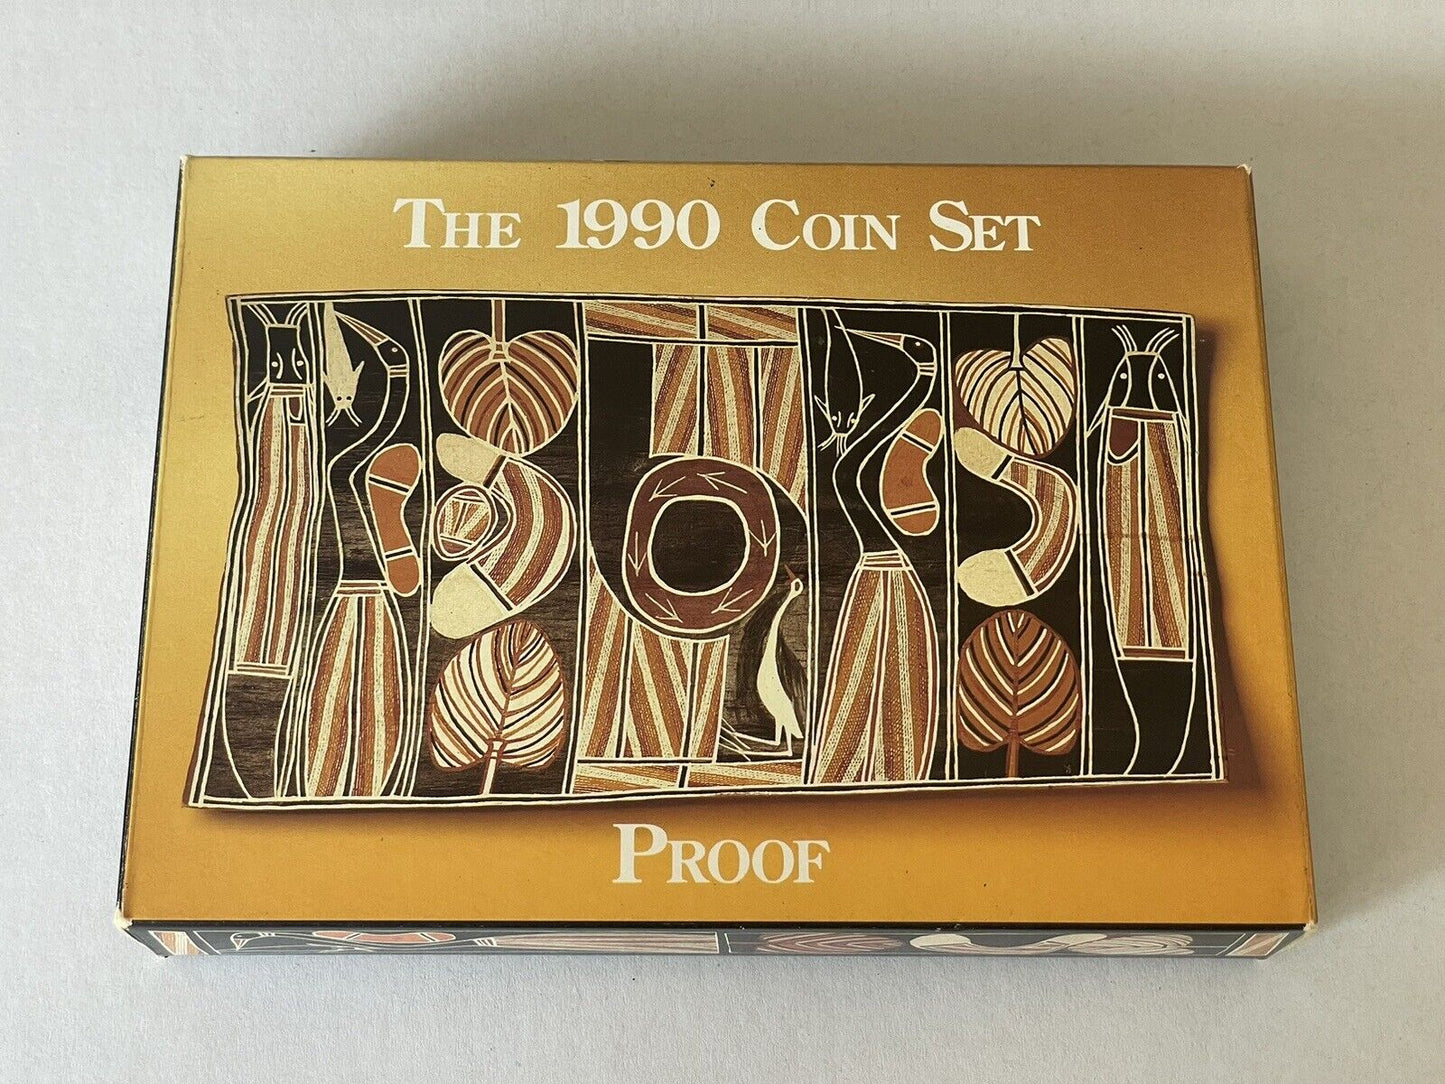 THE 1990 COIN SET
PROOF